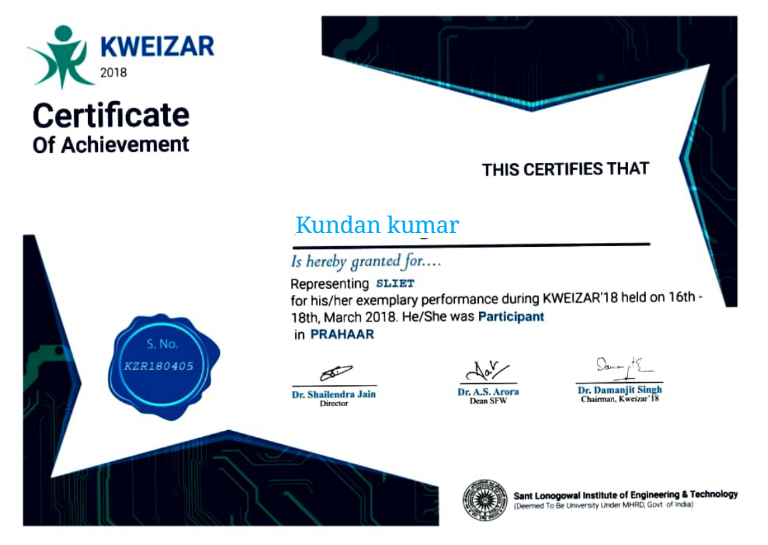 KWEIZAR
2018
Certificate
Of Achievement
THIS CERTIFIES THAT
Kundan kumar
Is hereby granted for....
Representing SLIET
for his/her exemplary performance during KWEIZAR'18 held on 16th -
18th, March 2018. He/She was Participant
in PRAHAAR
S. No.
KZR180405
Dr. Shailendra Jain
Director
Dr. A.S. Arora
Dean SFW
Dr. Damanjit Singh
Chairman, Kweizar'18
Sant Lonogowal Institute of Engineering & Technology
(Deemed To Be University Under MHRD, Govt of India)